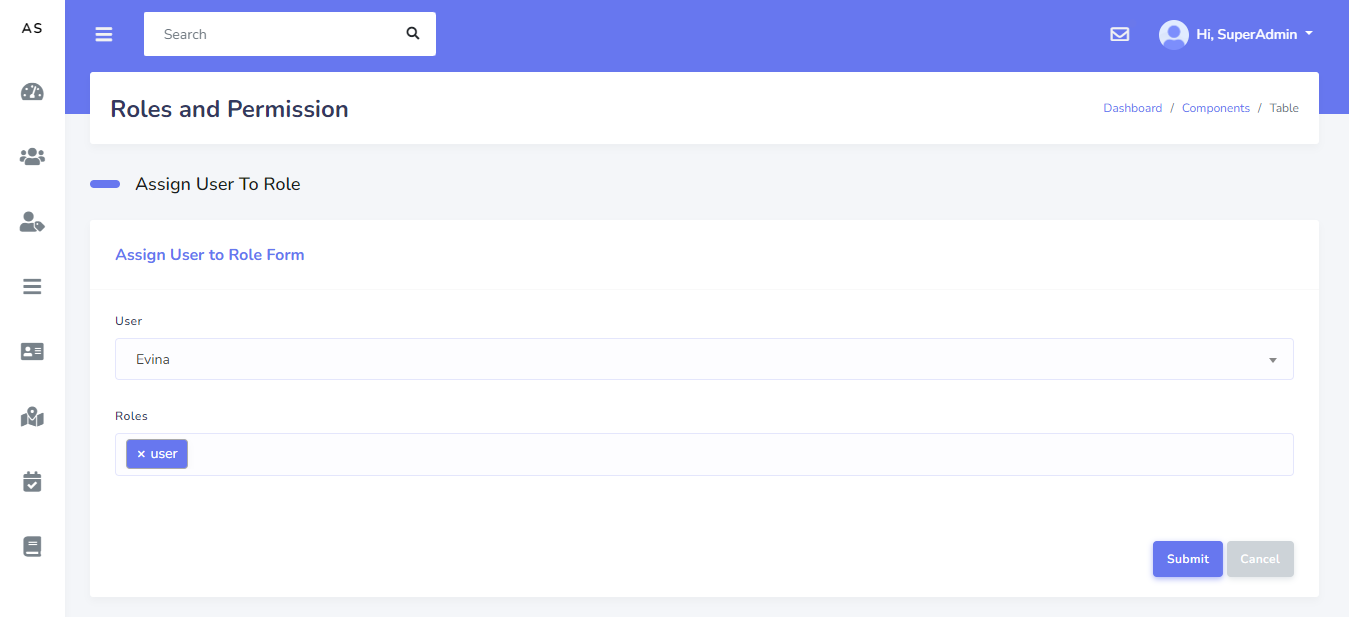 AS
Search
Hi, SuperAdmin
Roles and Permission
Dashboard / Components / Table
Assign User To Role
Assign User to Role Form
User
Evina
Roles
× user
Submit Cancel